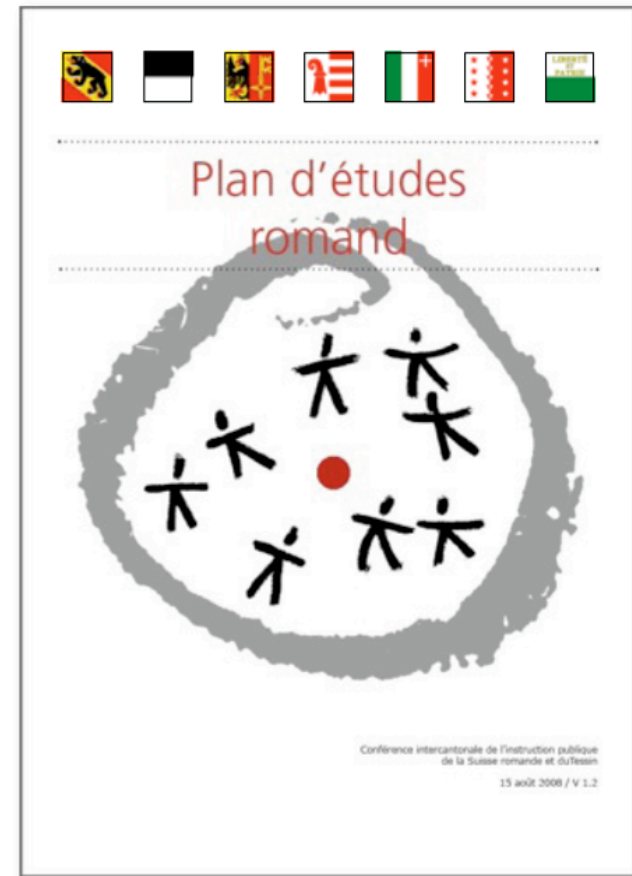 LIBERTÉ
ET
PATRIE
Plan d'études
romand
Conférence intercantonale de l'instruction publique
de la Suisse romande et duTessin
15 août 2008 / V 1.2